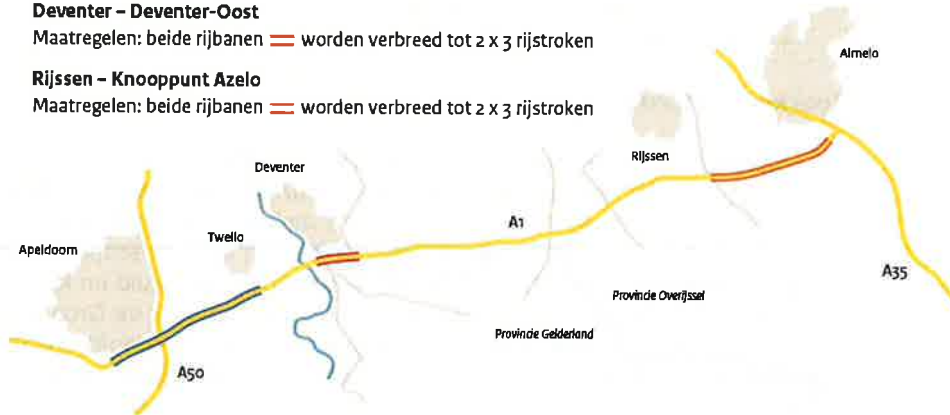 Deventer – Deventer-Oost
Maatregelen: beide rijbanen worden verbreed tot 2 x 3 rijstroken
Rijssen – Knooppunt Azelo
Maatregelen: beide rijbanen worden verbreed tot 2 x 3 rijstroken
Almelo
Rijssen
Deventer
A1
Twello
Apeldoorn
A35
Provincie Overijssel
Provincie Gelderland
A50